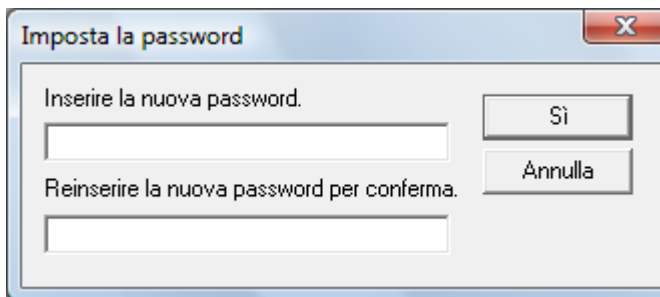 Imposta la password
Inserire la nuova password.
Sì
Annulla
Reinserire la nuova password per conferma.